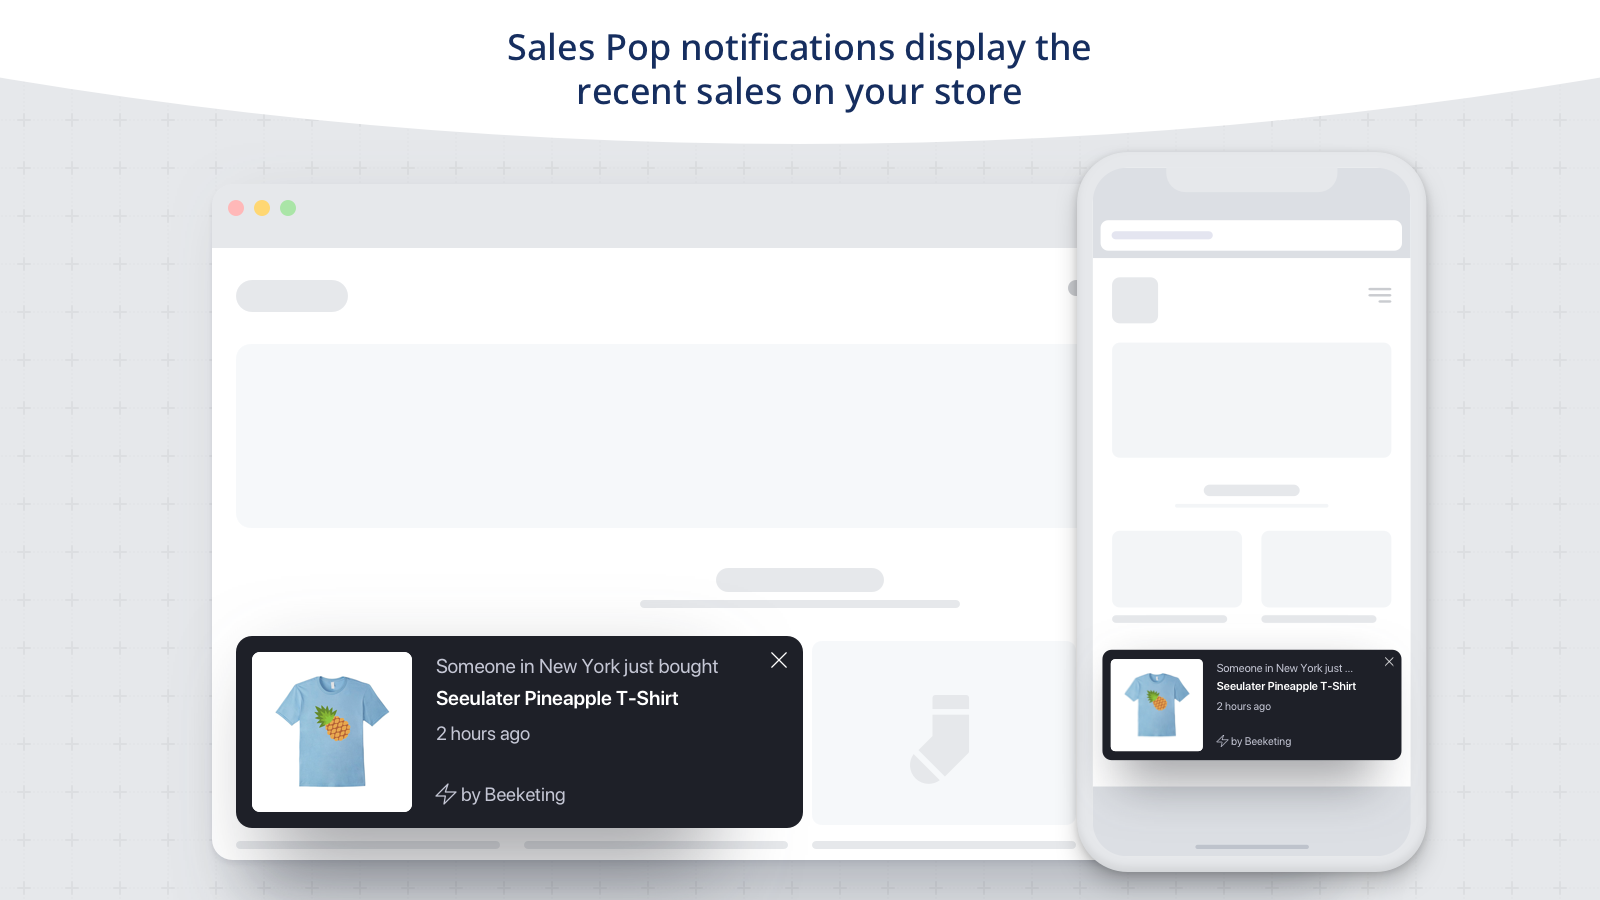 Sales Pop notifications display the
recent sales on your store
Someone in New York just bought
Seeulater Pineapple T-Shirt
2 hours ago
by Beeketing
Someone in New York just ...
Seeulater Pineapple T-Shirt
2 hours ago
by Beeketing